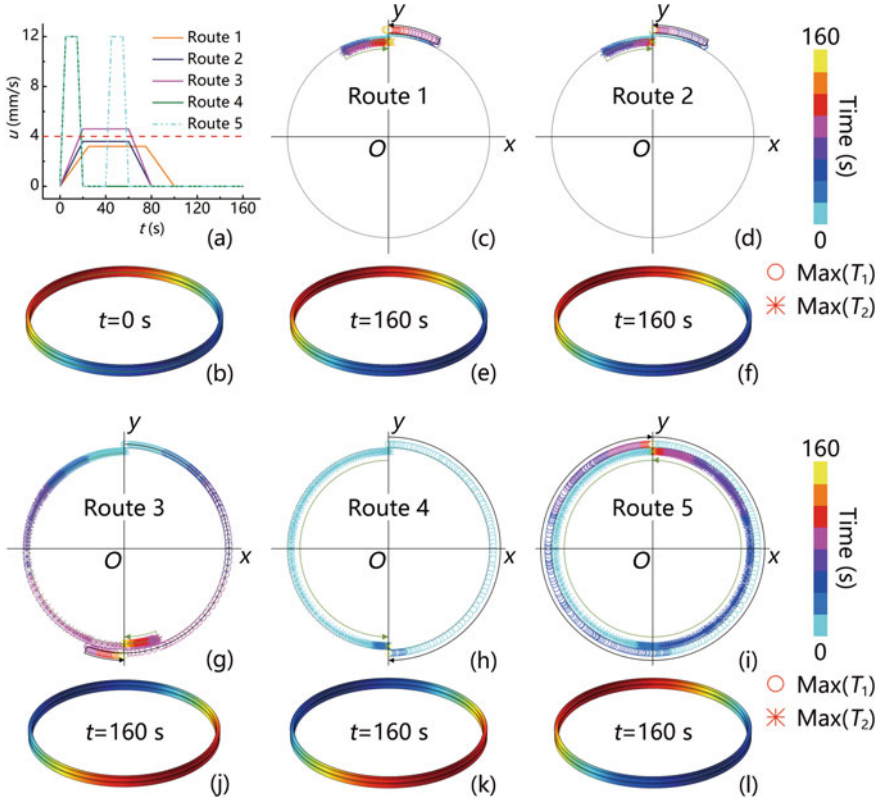 12
8
4
0
u (mm/s)
Route 1
Route 2
Route 3
Route 4
Route 5
0 40 80 120 160
t (s)
(a)
y
Route 1
O
x
(c)
y
Route 2
O
x
(d)
160
Time (s)
0
Max(T1)
Max(T2)
t=0 s
(b)
t=160 s
(e)
t=160 s
(f)
y
Route 3
O
x
(g)
y
Route 4
O
x
(h)
y
Route 5
O
x
(i)
160
Time (s)
0
Max(T1)
Max(T2)
t=160 s
(j)
t=160 s
(k)
t=160 s
(l)